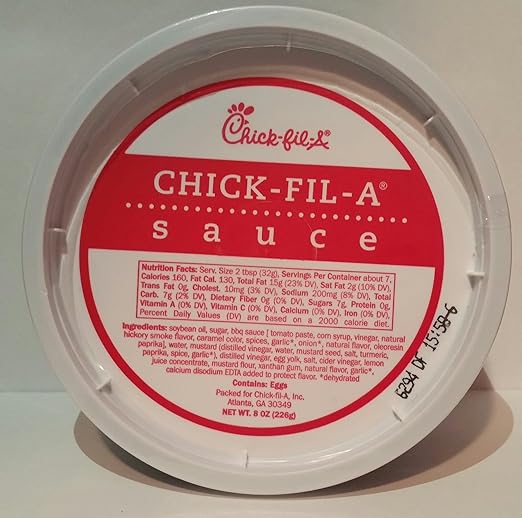 Chick-fil-A®
CHICK-FIL-A®
sauce
Nutrition Facts: Serv. Size 2 tbsp (32g), Servings Per Container about 7,
Calories 160, Fat Cal. 130, Total Fat 15g (23% DV), Sat Fat 2g (10% DV),
Trans Fat 0g, Cholest. 10mg (3% DV), Sodium 200mg (8% DV), Total
Carb. 7g (2% DV), Dietary Fiber 0g (0% DV), Sugars 7g, Protein 0g,
Vitamin A (0% DV), Vitamin C (0% DV), Calcium (0% DV), Iron (0% DV),
Percent Daily Values (DV) are based on a 2000 calorie diet.
Ingredients: soybean oil, sugar, bbq sauce [ tomato paste, corn syrup, vinegar, natural
hickory smoke flavor, caramel color, spices, garlic*, onion*, natural flavor, oleoresin
paprika], water, mustard (distilled vinegar, water, mustard seed, salt, turmeric,
paprika, spice, garlic*), distilled vinegar, egg yolk, salt, cider vinegar, lemon
juice concentrate, mustard flour, xanthan gum, natural flavor, garlic*,
calcium disodium EDTA added to protect flavor. *dehydrated
Contains: Eggs
Packed for Chick-fil-A, Inc.
Atlanta, GA 30349
NET WT. 8 OZ (226g)
6294 DF 15:58-6